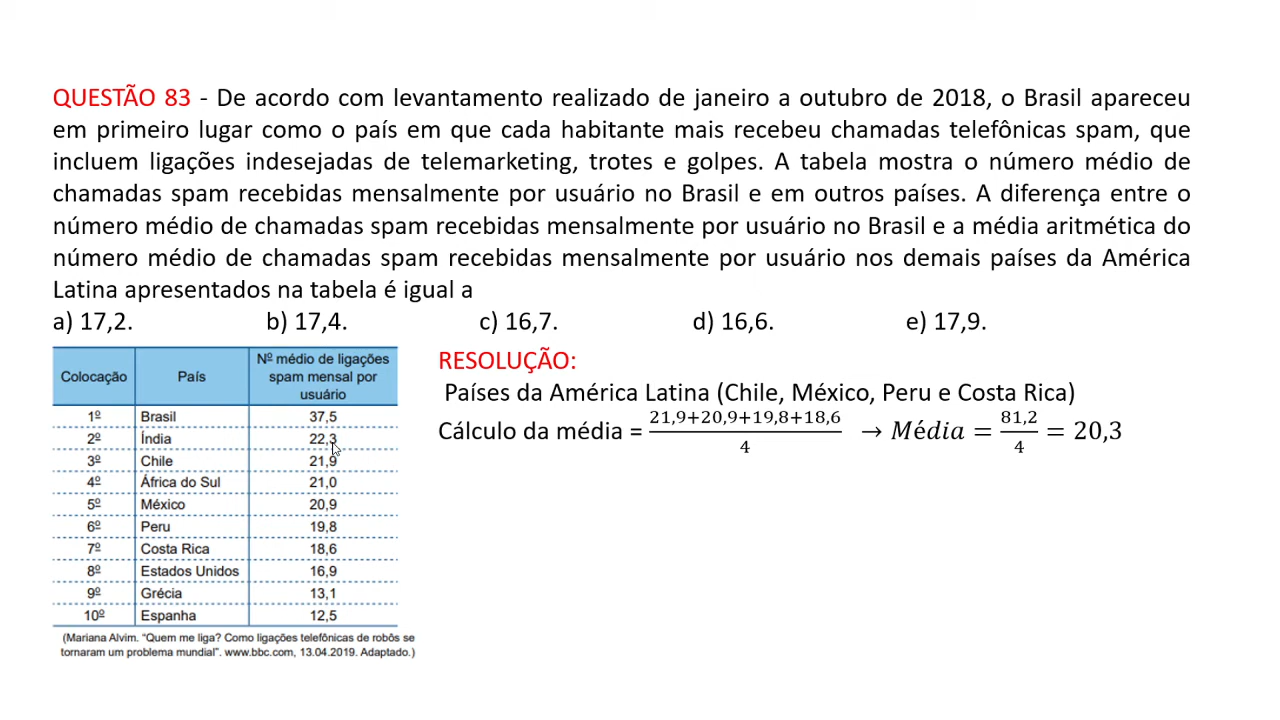 QUESTÃO 83 - De acordo com levantamento realizado de janeiro a outubro de 2018, o Brasil apareceu
em primeiro lugar como o país em que cada habitante mais recebeu chamadas telefônicas spam, que
incluem ligações indesejadas de telemarketing, trotes e golpes. A tabela mostra o número médio de
chamadas spam recebidas mensalmente por usuário no Brasil e em outros países. A diferença entre o
número médio de chamadas spam recebidas mensalmente por usuário no Brasil e a média aritmética do
número médio de chamadas spam recebidas mensalmente por usuário nos demais países da América
Latina apresentados na tabela é igual a
a) 17,2. b) 17,4. c) 16,7. d) 16,6. e) 17,9.
Colocação País Nº médio de ligações
spam mensal por
usuário
1º Brasil 37,5
2º Índia 22,3
3º Chile 21,9
4º África do Sul 21,0
5º México 20,9
6º Peru 19,8
7º Costa Rica 18,6
8º Estados Unidos 16,9
9º Grécia 13,1
10º Espanha 12,5
(Mariana Alvim. “Quem me liga? Como ligações telefônicas de robôs se
tornaram um problema mundial”. www.bbc.com, 13.04.2019. Adaptado.)
RESOLUÇÃO:
Países da América Latina (Chile, México, Peru e Costa Rica)
Cálculo da média = 21,9+20,9+19,8+18,6 / 4 → Média = 81,2 / 4 = 20,3